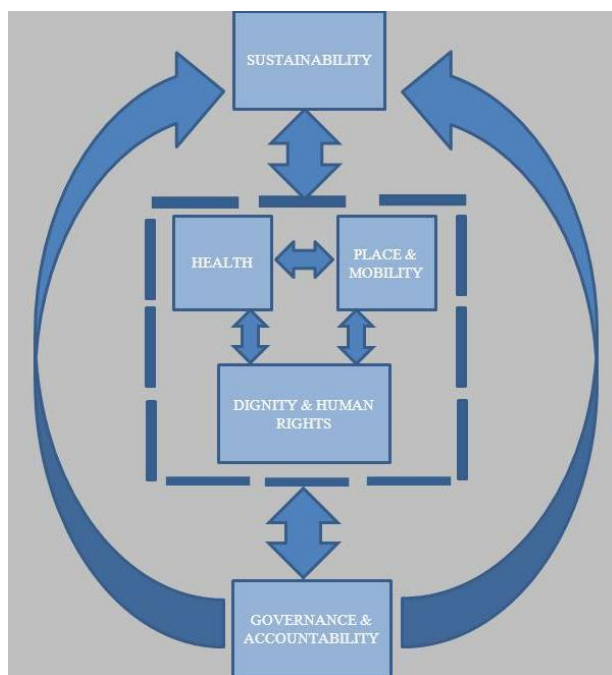 SUSTAINABILITY
HEALTH
PLACE &
MOBILITY
DIGNITY & HUMAN
RIGHTS
GOVERNANCE &
ACCOUNTABILITY